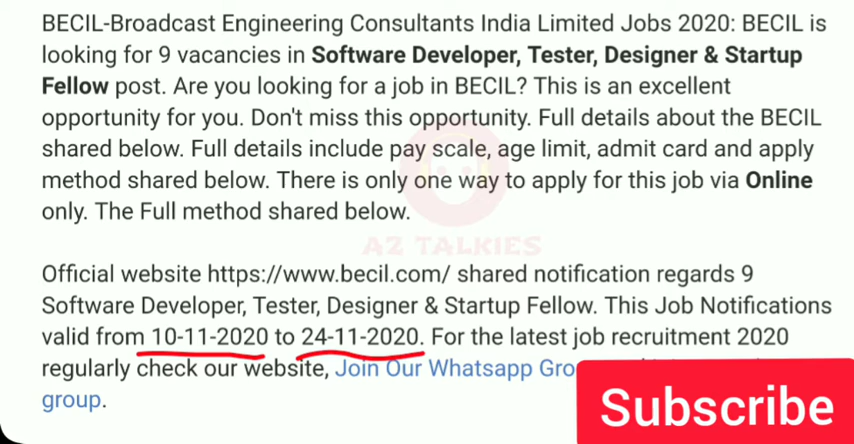 BECIL-Broadcast Engineering Consultants India Limited Jobs 2020: BECIL is
looking for 9 vacancies in Software Developer, Tester, Designer & Startup
Fellow post. Are you looking for a job in BECIL? This is an excellent
opportunity for you. Don't miss this opportunity. Full details about the BECIL
shared below. Full details include pay scale, age limit, admit card and apply
method shared below. There is only one way to apply for this job via Online
only. The Full method shared below.
AZ TALKIES
Official website https://www.becil.com/ shared notification regards 9
Software Developer, Tester, Designer & Startup Fellow. This Job Notifications
valid from 10-11-2020 to 24-11-2020. For the latest job recruitment 2020
regularly check our website, Join Our Whatsapp
group.
Subscribe